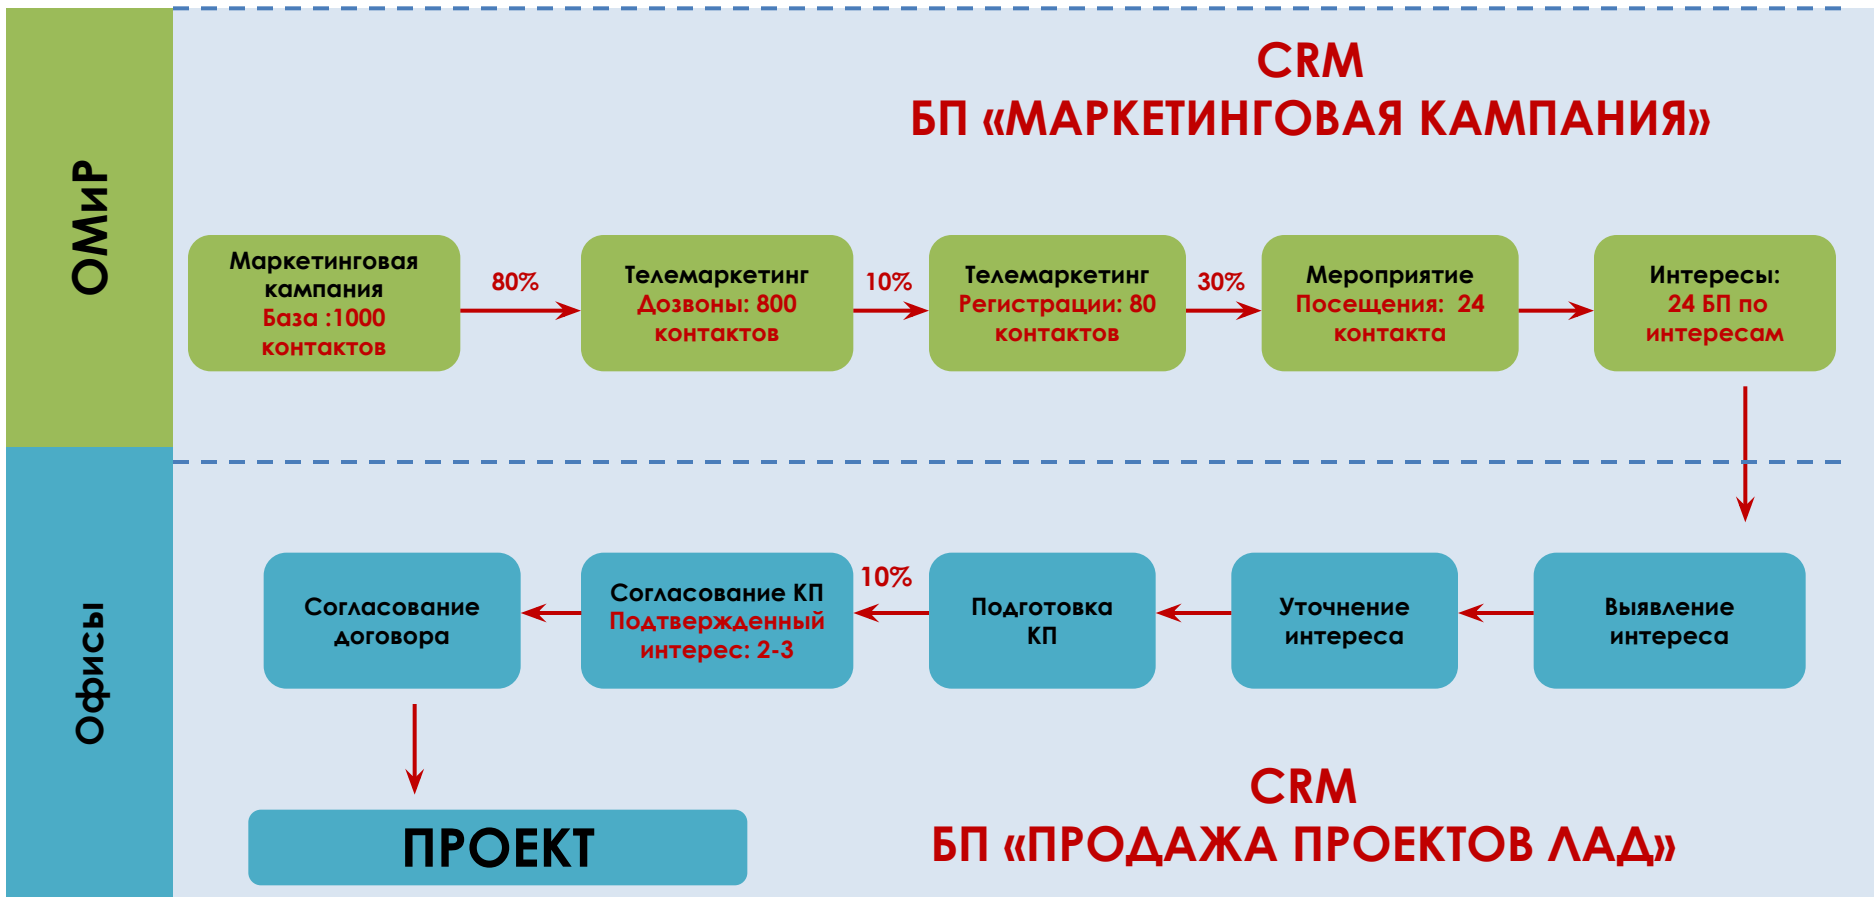 CRM
БП «МАРКЕТИНГОВАЯ КАМПАНИЯ»
ОМиР
Маркетинговая
кампания
База :1000
контактов
80%
Телемаркетинг
Дозвоны: 800
контактов
10%
Телемаркетинг
Регистрации: 80
контактов
30%
Мероприятие
Посещения: 24
контакта
Интересы:
24 БП по
интересам
Офисы
Согласование
договора
Согласование КП
Подтвержденный
интерес: 2-3
10%
Подготовка
КП
Уточнение
интереса
Выявление
интереса
ПРОЕКТ
CRM
БП «ПРОДАЖА ПРОЕКТОВ ЛАД»